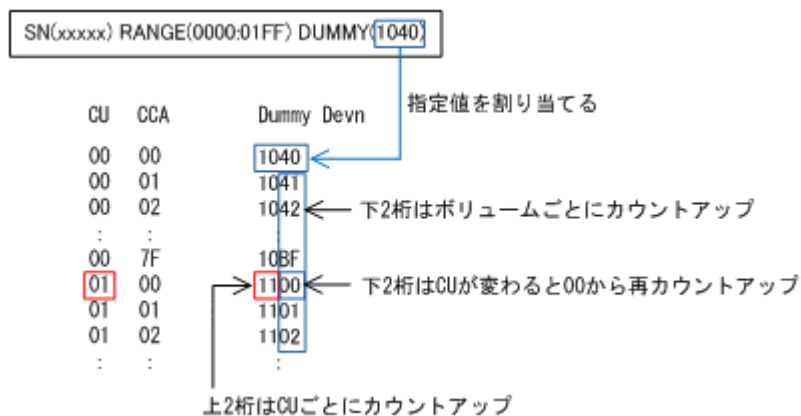 SN(xxxxx) RANGE(0000:01FF) DUMMY(1040)
指定値を割り当てる
CU CCA Dummy Devn
00 00 1040
00 01 1041
00 02 1042 下2桁はボリュームごとにカウントアップ
: :
00 7F 10BF
01 00 1100 下2桁はCUが変わると00から再カウントアップ
01 01 1101
01 02 1102
: : :
上2桁はCUごとにカウントアップ